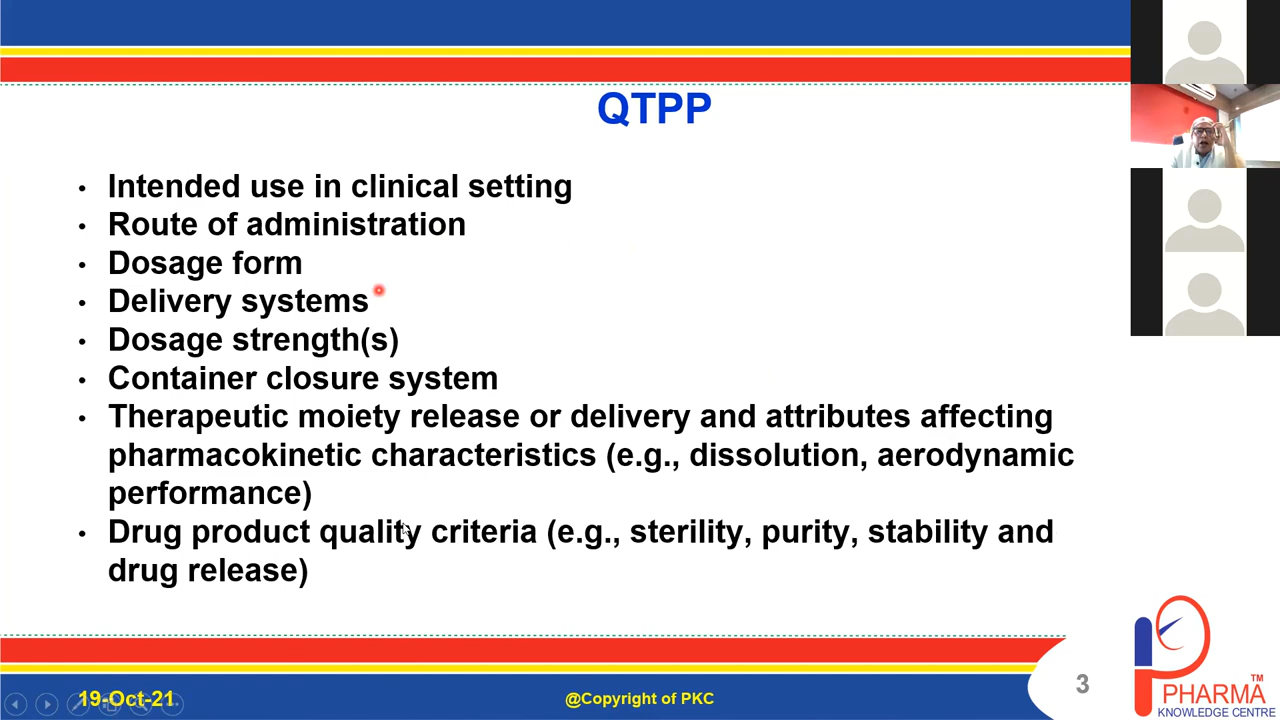 QTPP
• Intended use in clinical setting
• Route of administration
• Dosage form
• Delivery systems
• Dosage strength(s)
• Container closure system
• Therapeutic moiety release or delivery and attributes affecting
pharmacokinetic characteristics (e.g., dissolution, aerodynamic
performance)
• Drug product quality criteria (e.g., sterility, purity, stability and
drug release)
19-Oct-21
@Copyright of PKC
3
PHARMA™
KNOWLEDGE CENTRE